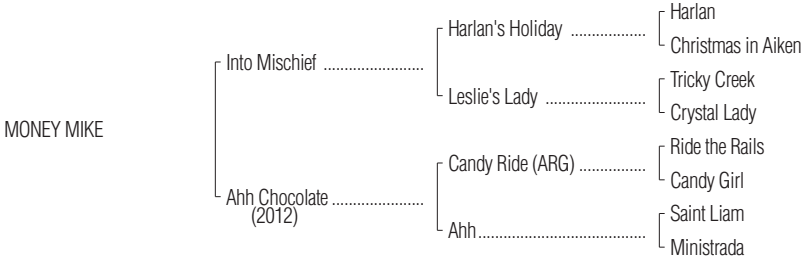 Harlan
Harlan's Holiday ..................
Christmas in Aiken
Into Mischief ........................
Tricky Creek
Leslie's Lady ........................
Crystal Lady
MONEY MIKE
Ride the Rails
Candy Ride (ARG) ................
Candy Girl
Ahh Chocolate ......................
(2012)
Saint Liam
Ahh........................................
Ministrada